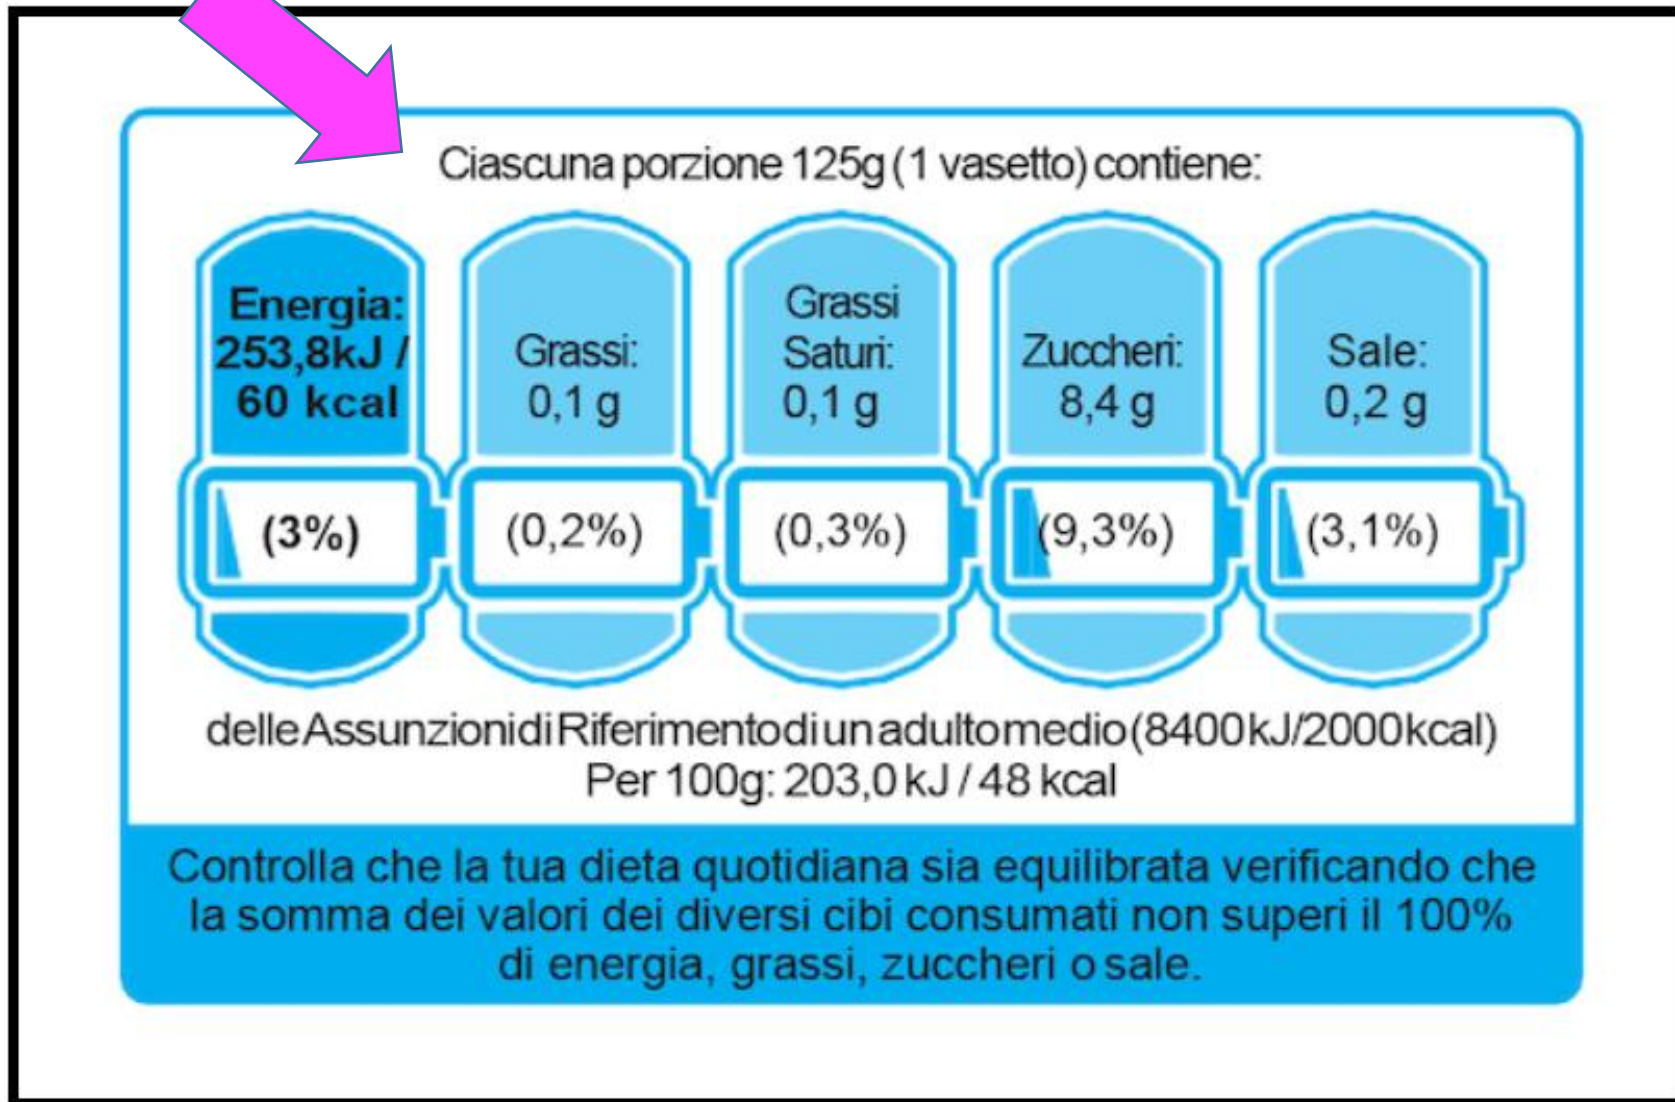 Ciascuna porzione 125g (1 vasetto) contiene:
Energia:
253,8kJ /
60 kcal
Grassi:
0,1 g
Grassi
Saturi:
0,1 g
Zuccheri:
8,4 g
Sale:
0,2 g
(3%)
(0,2%)
(0,3%)
(9,3%)
(3,1%)
delle Assunzioni di Riferimento di un adulto medio (8400 kJ/2000 kcal)
Per 100g: 203,0 kJ / 48 kcal
Controlla che la tua dieta quotidiana sia equilibrata verificando che
la somma dei valori dei diversi cibi consumati non superi il 100%
di energia, grassi, zuccheri o sale.